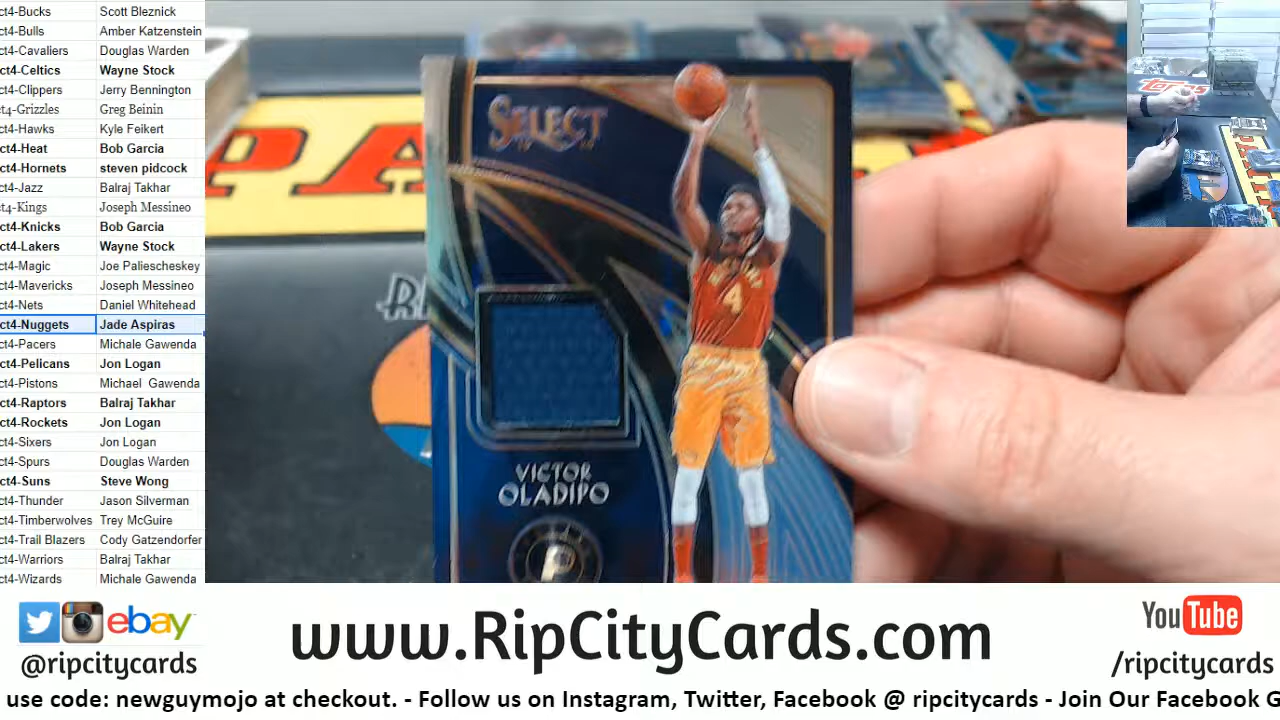 ct4-Bucks Scott Bleznick
ct4-Bulls Amber Katzenstein
ct4-Cavaliers Douglas Warden
ct4-Celtics Wayne Stock
ct4-Clippers Jerry Bennington
ct4-Grizzles Greg Beinin
ct4-Hawks Kyle Feikert
ct4-Heat Bob Garcia
ct4-Hornets steven pidcock
ct4-Jazz Balraj Takhar
ct4-Kings Joseph Messineo
ct4-Knicks Bob Garcia
ct4-Lakers Wayne Stock
ct4-Magic Joe Paliescheskey
ct4-Mavericks Joseph Messineo
ct4-Nets Daniel Whitehead
ct4-Nuggets Jade Aspiras
ct4-Pacers Michale Gawenda
ct4-Pelicans Jon Logan
ct4-Pistons Michael Gawenda
ct4-Raptors Balraj Takhar
ct4-Rockets Jon Logan
ct4-Sixers Jon Logan
ct4-Spurs Douglas Warden
ct4-Suns Steve Wong
ct4-Thunder Jason Silverman
ct4-Timberwolves Trey McGuire
ct4-Trail Blazers Cody Gatzendorfer
ct4-Warriors Balraj Takhar
ct4-Wizards Michale Gawenda
SELECT
4
VICTOR
OLADIPO
P
topps
ebay
@ripcitycards
www.RipCityCards.com
YouTube
/ripcitycards
use code: newguymojo at checkout. - Follow us on Instagram, Twitter, Facebook @ ripcitycards - Join Our Facebook G